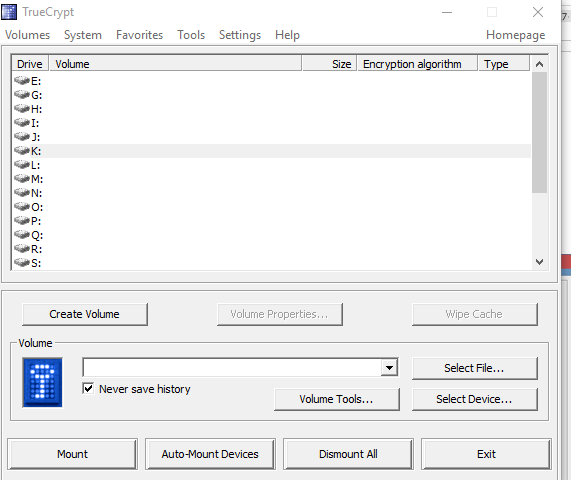 TrueCrypt
Volumes System Favorites Tools Settings Help Homepage
Drive Volume Size Encryption algorithm Type
E:
G:
H:
I:
J:
K:
L:
M:
N:
O:
P:
Q:
R:
S:
Create Volume Volume Properties... Wipe Cache
Volume
Select File...
Never save history
Volume Tools... Select Device...
Mount Auto-Mount Devices Dismount All Exit